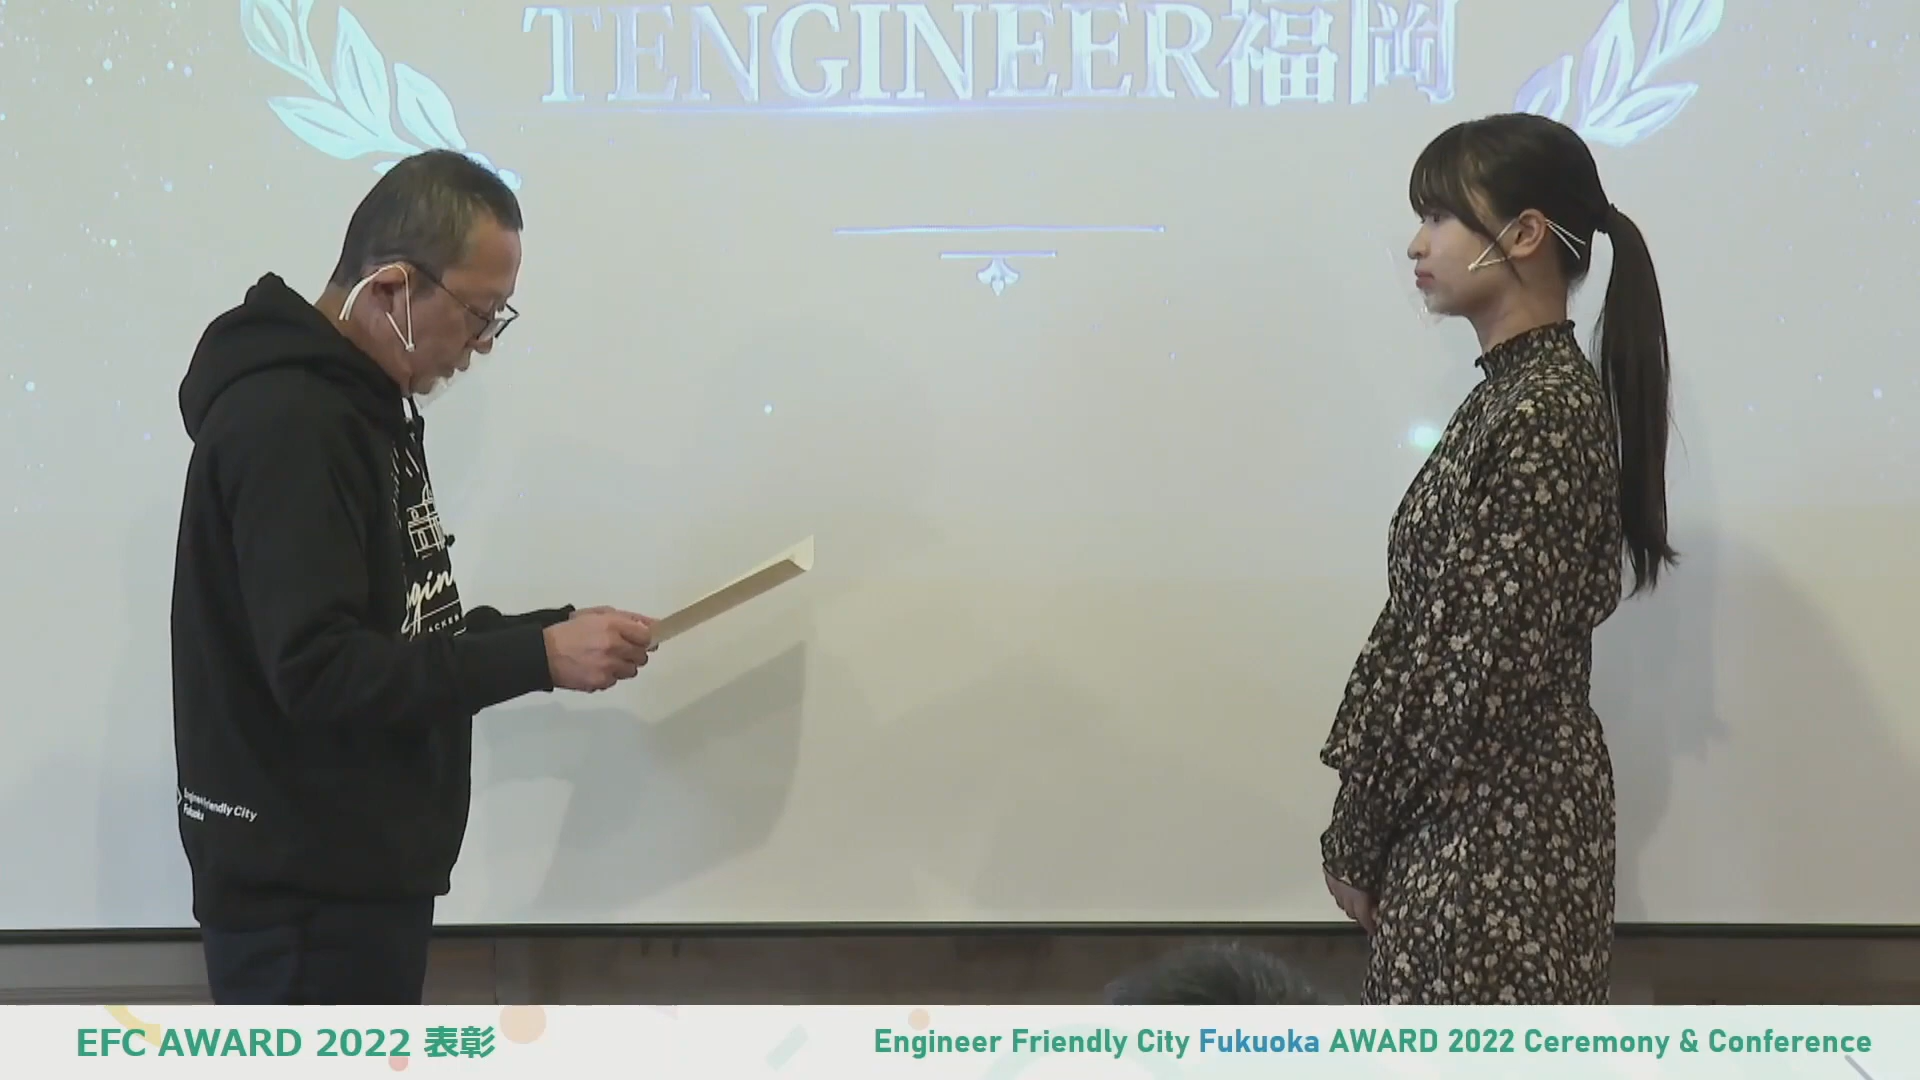 TENGINEER福岡
Engineer Friendly City
Fukuoka
EFC AWARD 2022 表彰
Engineer Friendly City Fukuoka AWARD 2022 Ceremony & Conference